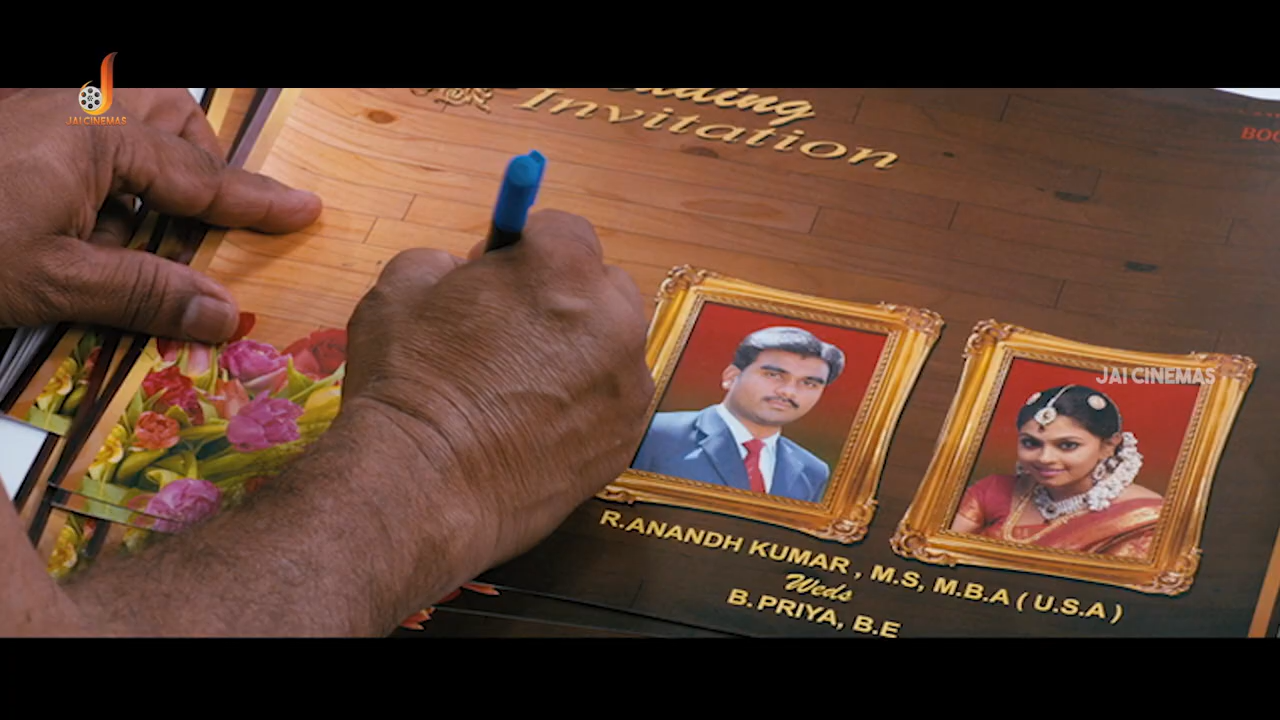 JAI CINEMAS
Invitation
JAI CINEMAS
R.ANANDH KUMAR , M.S, M.B.A ( U.S.A )
Weds
B.PRIYA, B.E